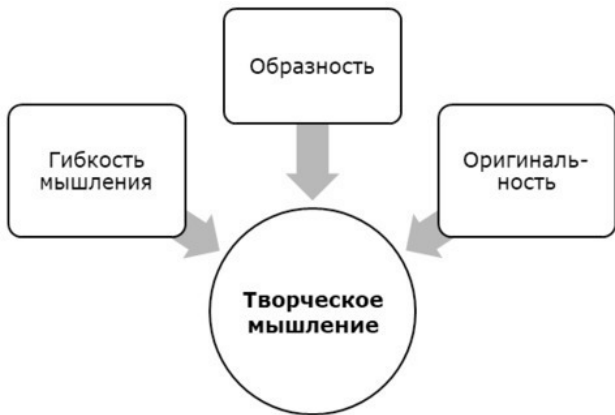 Образность
Гибкость
мышления
Оригиналь-
ность
Творческое
мышление